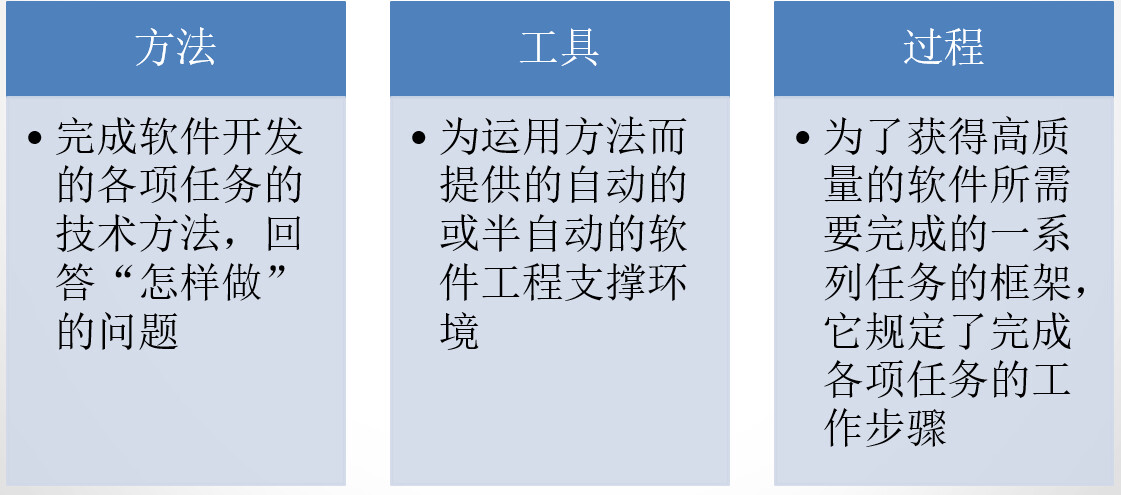 方法
• 完成软件开发
的各项任务的
技术方法，回
答“怎样做”
的问题
工具
• 为运用方法而
提供的自动的
或半自动的软
件工程支撑环
境
过程
• 为了获得高质
量的软件所需
要完成的一系
列任务的框架，
它规定了完成
各项任务的工
作步骤